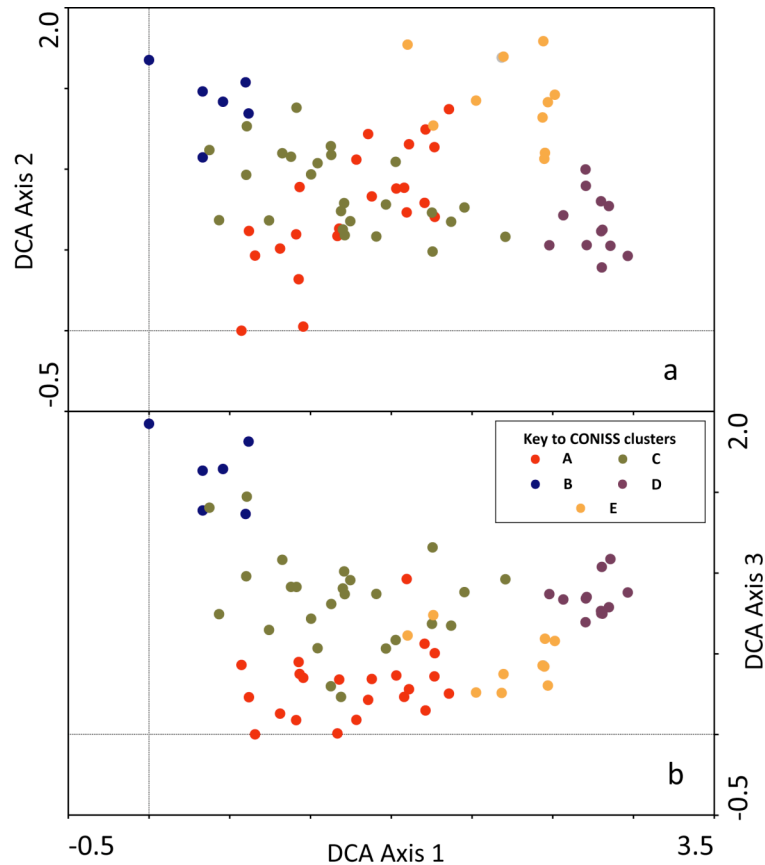 2.0
DCA Axis 2
-0.5
a
Key to CONISS clusters
A
C
B
D
E
2.0
DCA Axis 3
-0.5
b
-0.5
DCA Axis 1
3.5